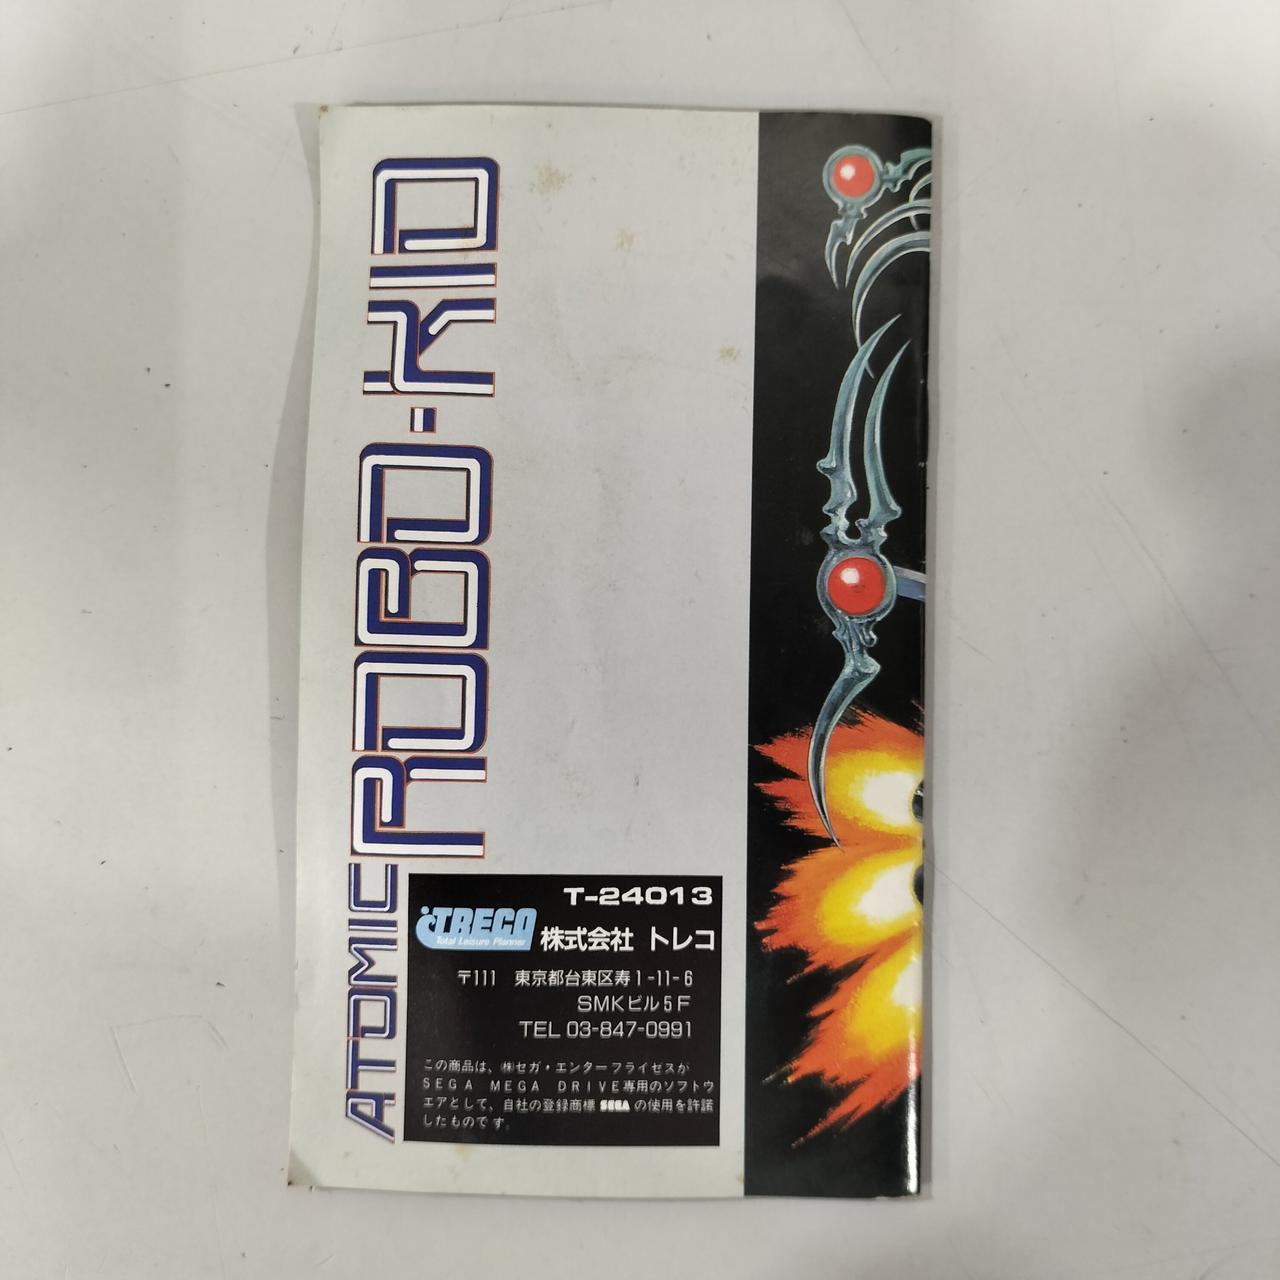 ATOMIC ROBO-KID
T-24013
TRECO
Total Leisure Planner
株式会社 トレコ
〒111 東京都台東区寿1-11-6
SMKビル5F
TEL 03-847-0991
この商品は、㈱セガ・エンタープライゼスが
SEGA MEGA DRIVE専用のソフトウ
エアとして、自社の登録商標 SEGA の使用を許諾
したものです。